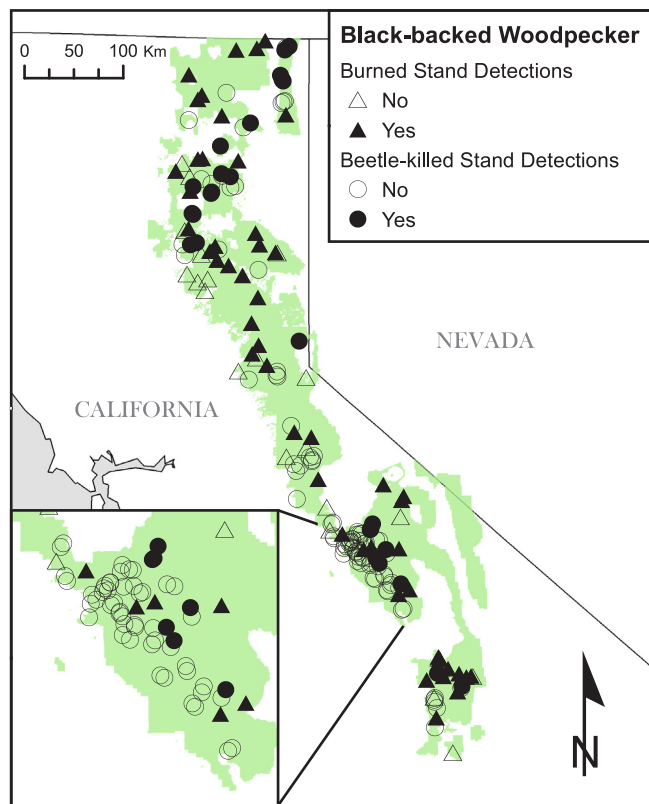 0 50 100 Km
Black-backed Woodpecker
Burned Stand Detections
No
Yes
Beetle-killed Stand Detections
No
Yes
NEVADA
CALIFORNIA
N